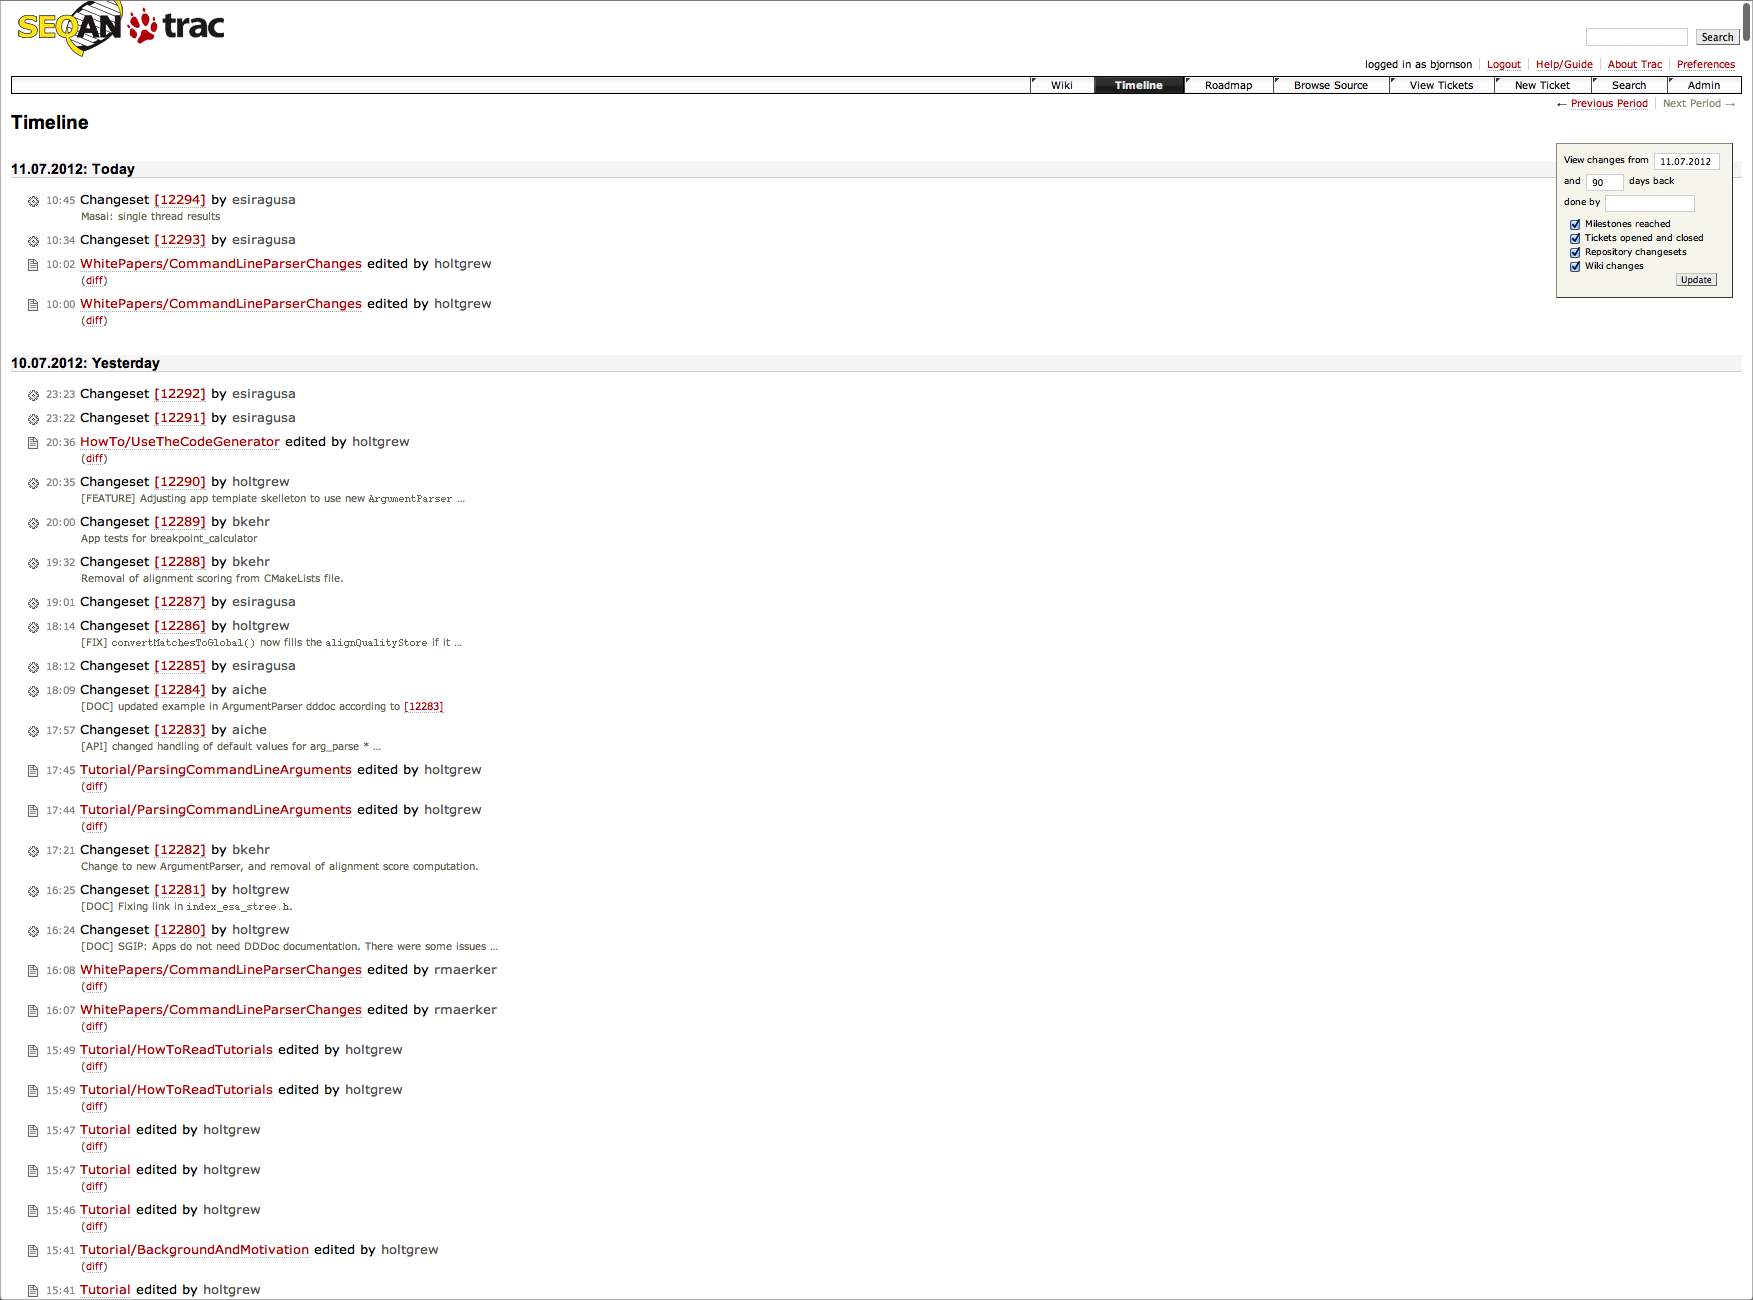 SEQAN trac
Search
logged in as bjornson Logout Help/Guide About Trac Preferences
Wiki Timeline Roadmap Browse Source View Tickets New Ticket Search Admin
← Previous Period Next Period →
Timeline
View changes from 11.07.2012
and 90 days back
done by
Milestones reached
Tickets opened and closed
Repository changesets
Wiki changes
Update
11.07.2012: Today
10:45 Changeset [12294] by esiragusa
Masai: single thread results
10:34 Changeset [12293] by esiragusa
10:02 WhitePapers/CommandLineParserChanges edited by holtgrew
(diff)
10:00 WhitePapers/CommandLineParserChanges edited by holtgrew
(diff)
10.07.2012: Yesterday
23:23 Changeset [12292] by esiragusa
23:22 Changeset [12291] by esiragusa
20:36 HowTo/UseTheCodeGenerator edited by holtgrew
(diff)
20:35 Changeset [12290] by holtgrew
[FEATURE] Adjusting app template skelleton to use new ArgumentParser ...
20:00 Changeset [12289] by bkehr
App tests for breakpoint_calculator
19:32 Changeset [12288] by bkehr
Removal of alignment scoring from CMakeLists file.
19:01 Changeset [12287] by esiragusa
18:14 Changeset [12286] by holtgrew
[FIX] convertMatchesToGlobal() now fills the alignQualityStore if it ...
18:12 Changeset [12285] by esiragusa
18:09 Changeset [12284] by aiche
[DOC] updated example in ArgumentParser dddoc according to [12283]
17:57 Changeset [12283] by aiche
[API] changed handling of default values for arg_parse * ...
17:45 Tutorial/ParsingCommandLineArguments edited by holtgrew
(diff)
17:44 Tutorial/ParsingCommandLineArguments edited by holtgrew
(diff)
17:21 Changeset [12282] by bkehr
Change to new ArgumentParser, and removal of alignment score computation.
16:25 Changeset [12281] by holtgrew
[DOC] Fixing link in index_esa_stree.h.
16:24 Changeset [12280] by holtgrew
[DOC] SGIP: Apps do not need DDDoc documentation. There were some issues ...
16:08 WhitePapers/CommandLineParserChanges edited by rmaerker
(diff)
16:07 WhitePapers/CommandLineParserChanges edited by rmaerker
(diff)
15:49 Tutorial/HowToReadTutorials edited by holtgrew
(diff)
15:49 Tutorial/HowToReadTutorials edited by holtgrew
(diff)
15:47 Tutorial edited by holtgrew
(diff)
15:47 Tutorial edited by holtgrew
(diff)
15:46 Tutorial edited by holtgrew
(diff)
15:41 Tutorial/BackgroundAndMotivation edited by holtgrew
(diff)
15:41 Tutorial edited by holtgrew